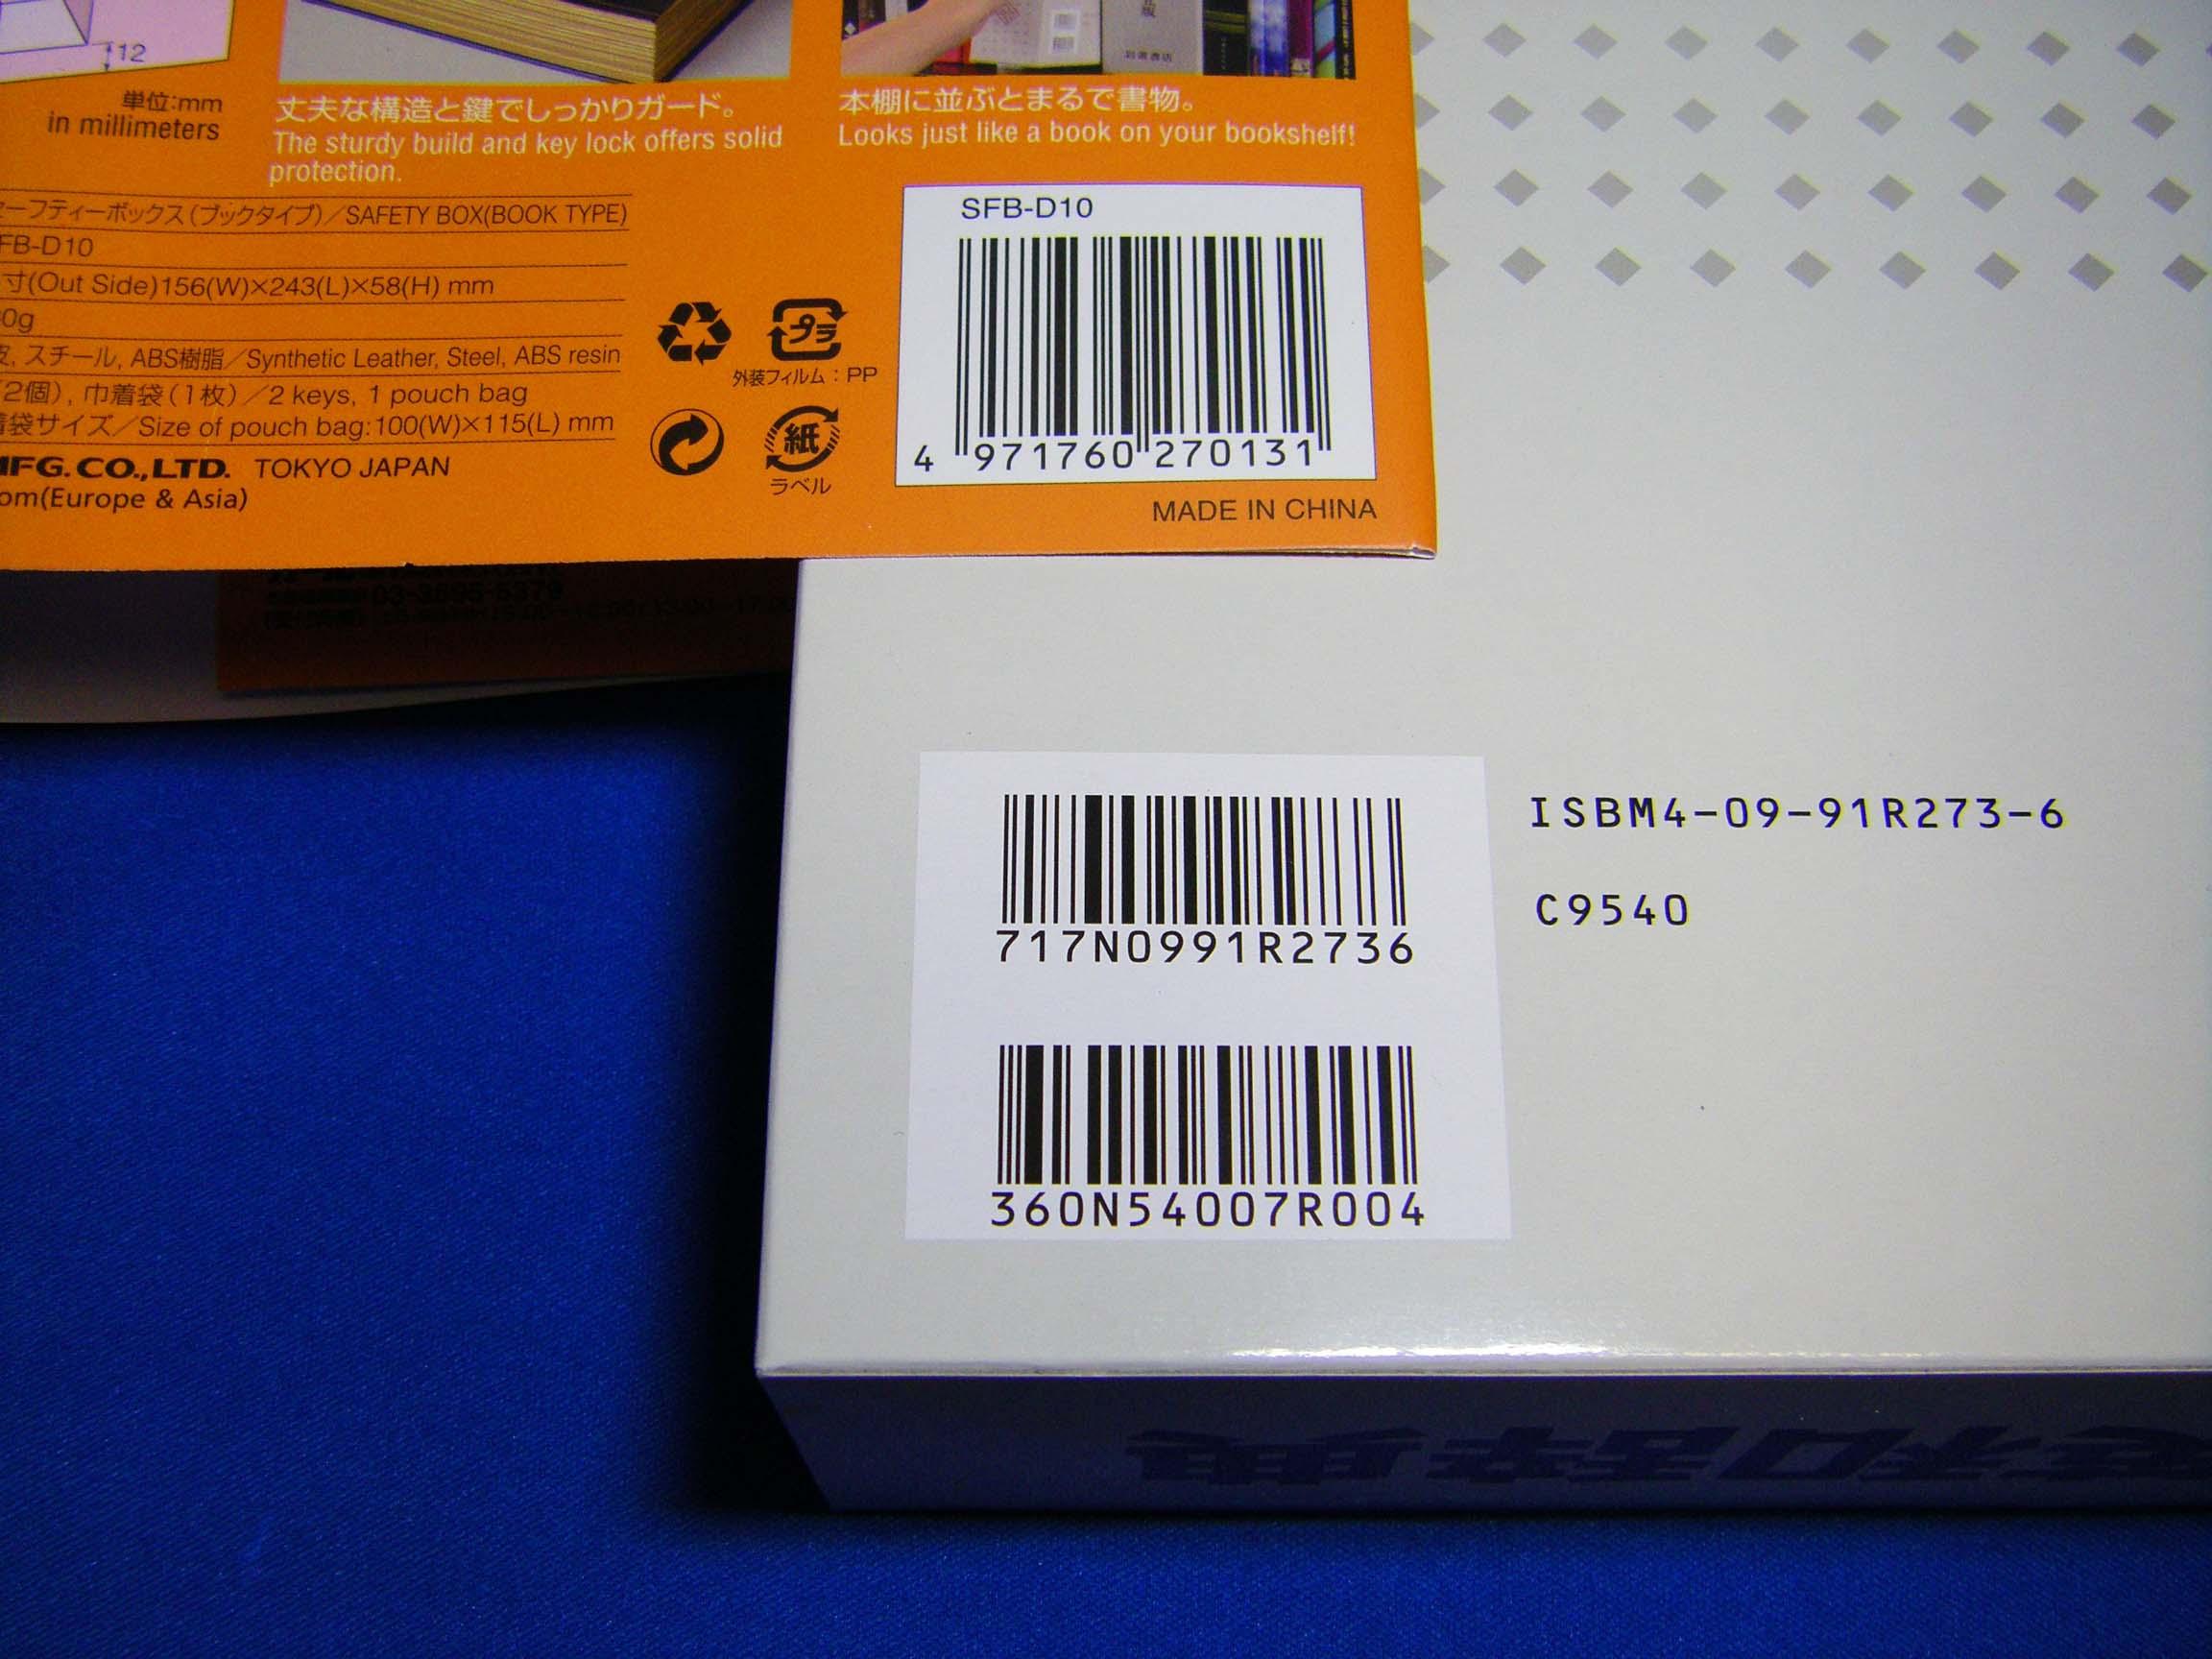 12
単位:mm
in millimeters
丈夫な構造と鍵でしっかりガード。
The sturdy build and key lock offers solid
protection.
本棚に並ぶとまるで書物。
Looks just like a book on your bookshelf!
ーフティーボックス(ブックタイプ)/SAFETY BOX(BOOK TYPE)
FB-D10
寸(Out Side)156(W)×243(L)×58(H) mm
0g
皮, スチール, ABS樹脂/Synthetic Leather, Steel, ABS resin
2個), 巾着袋(1枚)/2 keys, 1 pouch bag
着袋サイズ/Size of pouch bag:100(W)×115(L) mm
MFG.CO.,LTD. TOKYO JAPAN
om(Europe & Asia)
プラ
外装フィルム:PP
紙
ラベル
SFB-D10
4 971760 270131
MADE IN CHINA
03-3695-5379
717N0991R2736
360N54007R004
ISBM4-09-91R273-6
C9540